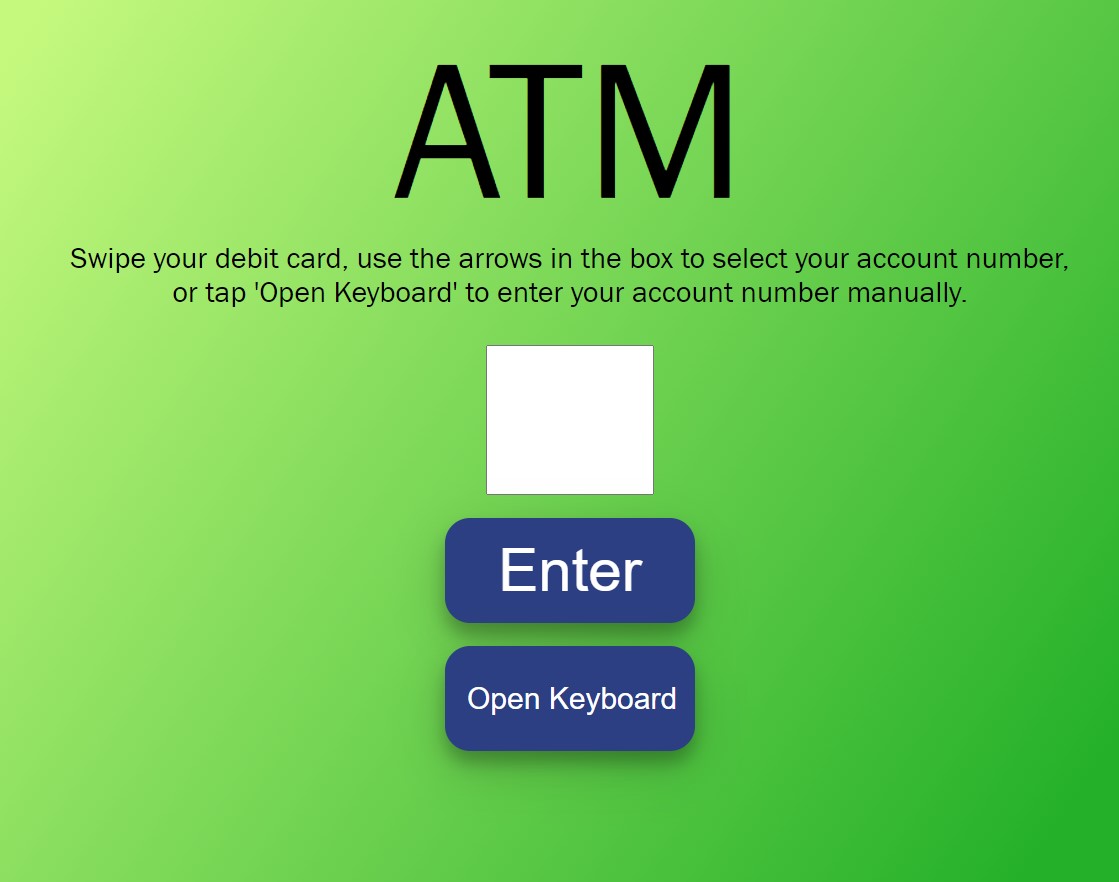 ATM
Swipe your debit card, use the arrows in the box to select your account number,
or tap 'Open Keyboard' to enter your account number manually.
Enter
Open Keyboard